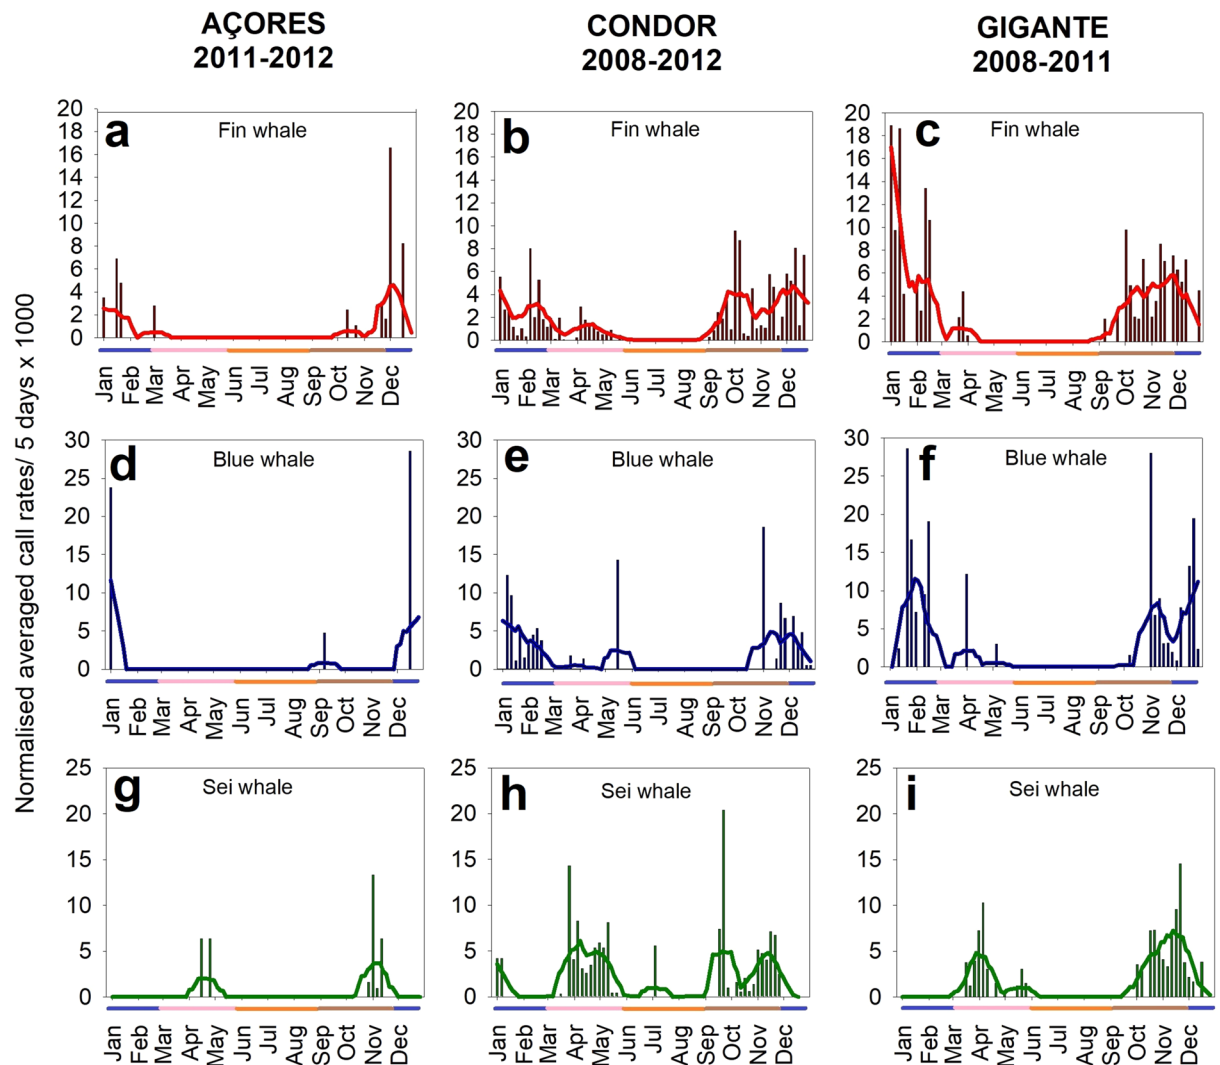 AÇORES
2011-2012
CONDOR
2008-2012
GIGANTE
2008-2011
Normalised averaged call rates/ 5 days x 1000
a
Fin whale
20
18
16
14
12
10
8
6
4
2
0
Jan
Feb
Mar
Apr
May
Jun
Jul
Aug
Sep
Oct
Nov
Dec
b
Fin whale
20
18
16
14
12
10
8
6
4
2
0
Jan
Feb
Mar
Apr
May
Jun
Jul
Aug
Sep
Oct
Nov
Dec
c
Fin whale
20
18
16
14
12
10
8
6
4
2
0
Jan
Feb
Mar
Apr
May
Jun
Jul
Aug
Sep
Oct
Nov
Dec
d
Blue whale
30
25
20
15
10
5
0
Jan
Feb
Mar
Apr
May
Jun
Jul
Aug
Sep
Oct
Nov
Dec
e
Blue whale
30
25
20
15
10
5
0
Jan
Feb
Mar
Apr
May
Jun
Jul
Aug
Sep
Oct
Nov
Dec
f
Blue whale
30
25
20
15
10
5
0
Jan
Feb
Mar
Apr
May
Jun
Jul
Aug
Sep
Oct
Nov
Dec
g
Sei whale
25
20
15
10
5
0
Jan
Feb
Mar
Apr
May
Jun
Jul
Aug
Sep
Oct
Nov
Dec
h
Sei whale
25
20
15
10
5
0
Jan
Feb
Mar
Apr
May
Jun
Jul
Aug
Sep
Oct
Nov
Dec
i
Sei whale
25
20
15
10
5
0
Jan
Feb
Mar
Apr
May
Jun
Jul
Aug
Sep
Oct
Nov
Dec